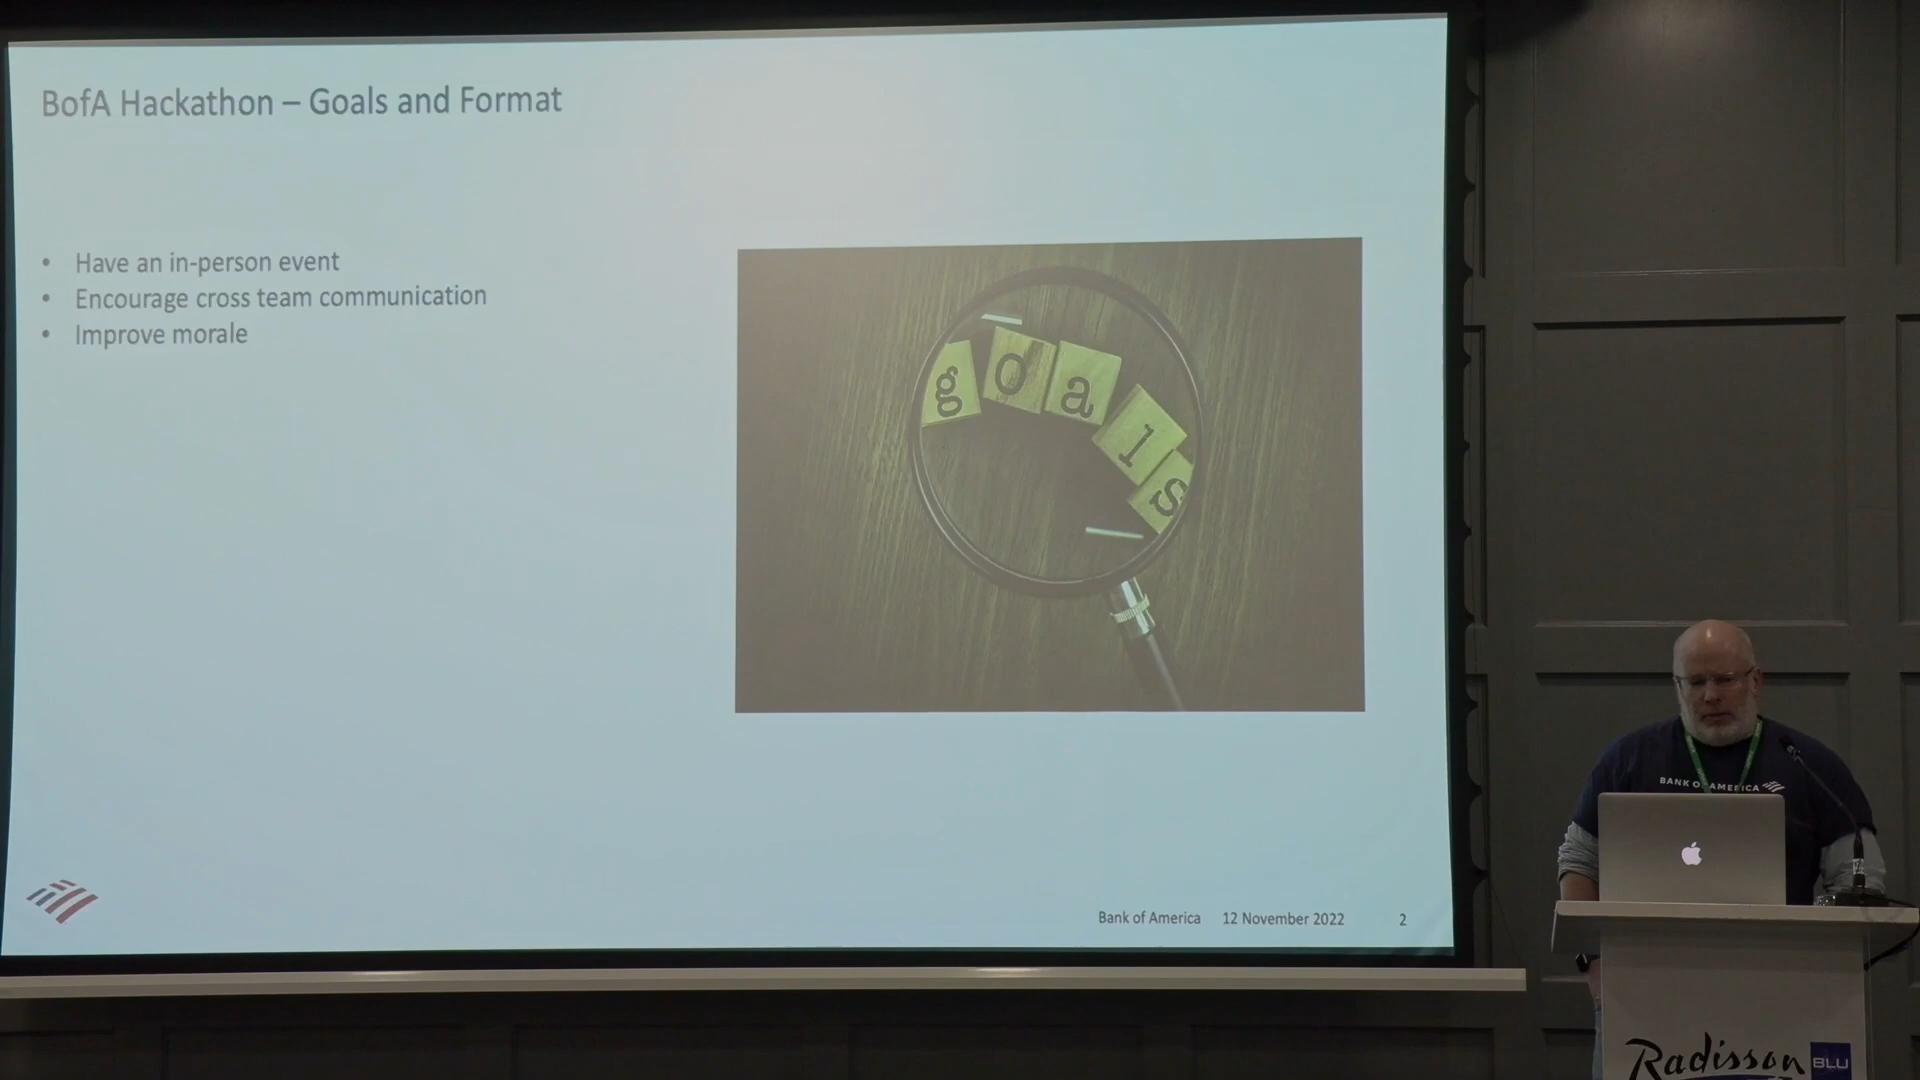 BofA Hackathon – Goals and Format
• Have an in-person event
• Encourage cross team communication
• Improve morale
goals
Bank of America 12 November 2022 2
BANK OF AMERICA
Radisson BLU